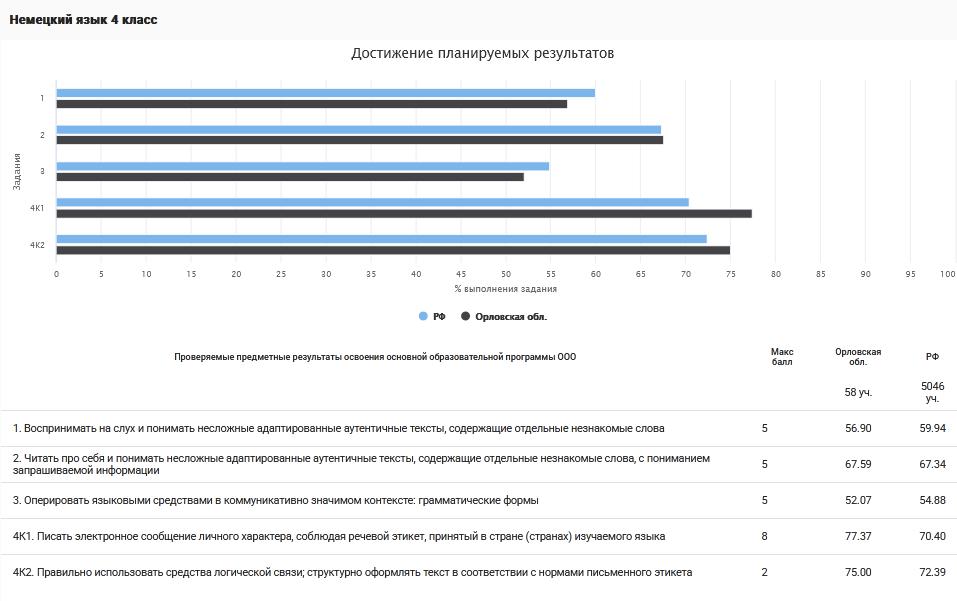 Немецкий язык 4 класс
Достижение планируемых результатов
Задания
1
2
3
4К1
4К2
0 5 10 15 20 25 30 35 40 45 50 55 60 65 70 75 80 85 90 95 100
% выполнения задания
РФ Орловская обл.
Проверяемые предметные результаты освоения основной образовательной программы ООО
Макс
балл
Орловская
обл.
РФ
58 уч.
5046
уч.
1. Воспринимать на слух и понимать несложные адаптированные аутентичные тексты, содержащие отдельные незнакомые слова 5 56.90 59.94
2. Читать про себя и понимать несложные адаптированные аутентичные тексты, содержащие отдельные незнакомые слова, с пониманием
запрашиваемой информации 5 67.59 67.34
3. Оперировать языковыми средствами в коммуникативно значимом контексте: грамматические формы 5 52.07 54.88
4К1. Писать электронное сообщение личного характера, соблюдая речевой этикет, принятый в стране (странах) изучаемого языка 8 77.37 70.40
4К2. Правильно использовать средства логической связи; структурно оформлять текст в соответствии с нормами письменного этикета 2 75.00 72.39